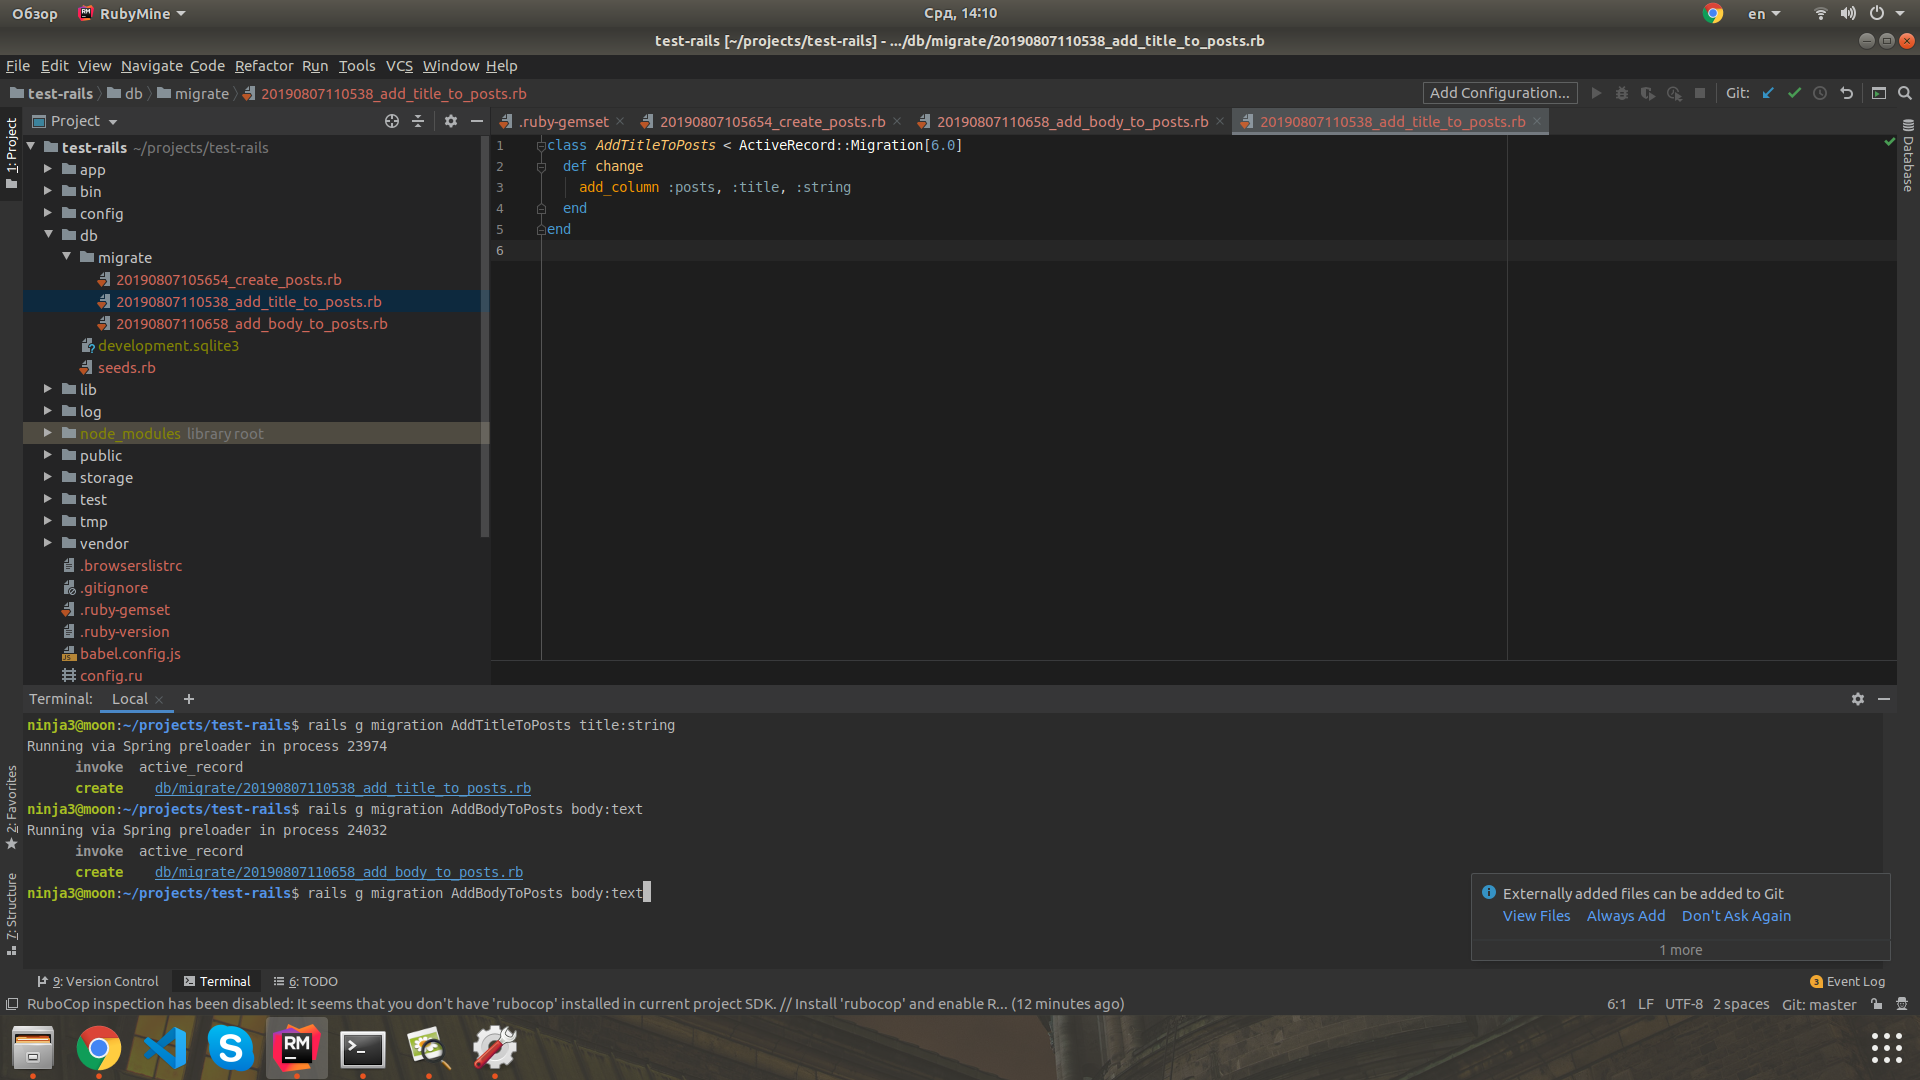 Обзор RubyMine Срд, 14:10 en
test-rails [~/projects/test-rails] - .../db/migrate/20190807110538_add_title_to_posts.rb
File Edit View Navigate Code Refactor Run Tools VCS Window Help
test-rails db migrate 20190807110538_add_title_to_posts.rb Add Configuration... Git:
1: Project
Project
.ruby-gemset 20190807105654_create_posts.rb 20190807110658_add_body_to_posts.rb 20190807110538_add_title_to_posts.rb
Database
test-rails ~/projects/test-rails
app
bin
config
db
migrate
20190807105654_create_posts.rb
20190807110538_add_title_to_posts.rb
20190807110658_add_body_to_posts.rb
development.sqlite3
seeds.rb
lib
log
node_modules library root
public
storage
test
tmp
vendor
.browserslistrc
.gitignore
.ruby-gemset
.ruby-version
babel.config.js
config.ru
1 class AddTitleToPosts < ActiveRecord::Migration[6.0]
2 def change
3 add_column :posts, :title, :string
4 end
5 end
6
Terminal: Local +
ninja3@moon:~/projects/test-rails$ rails g migration AddTitleToPosts title:string
Running via Spring preloader in process 23974
invoke active_record
create db/migrate/20190807110538_add_title_to_posts.rb
ninja3@moon:~/projects/test-rails$ rails g migration AddBodyToPosts body:text
Running via Spring preloader in process 24032
invoke active_record
create db/migrate/20190807110658_add_body_to_posts.rb
ninja3@moon:~/projects/test-rails$ rails g migration AddBodyToPosts body:text
2: Favorites
7: Structure
Externally added files can be added to Git
View Files Always Add Don't Ask Again
1 more
9: Version Control Terminal 6: TODO 3 Event Log
RuboCop inspection has been disabled: It seems that you don't have 'rubocop' installed in current project SDK. // Install 'rubocop' and enable R... (12 minutes ago) 6:1 LF UTF-8 2 spaces Git: master
RM